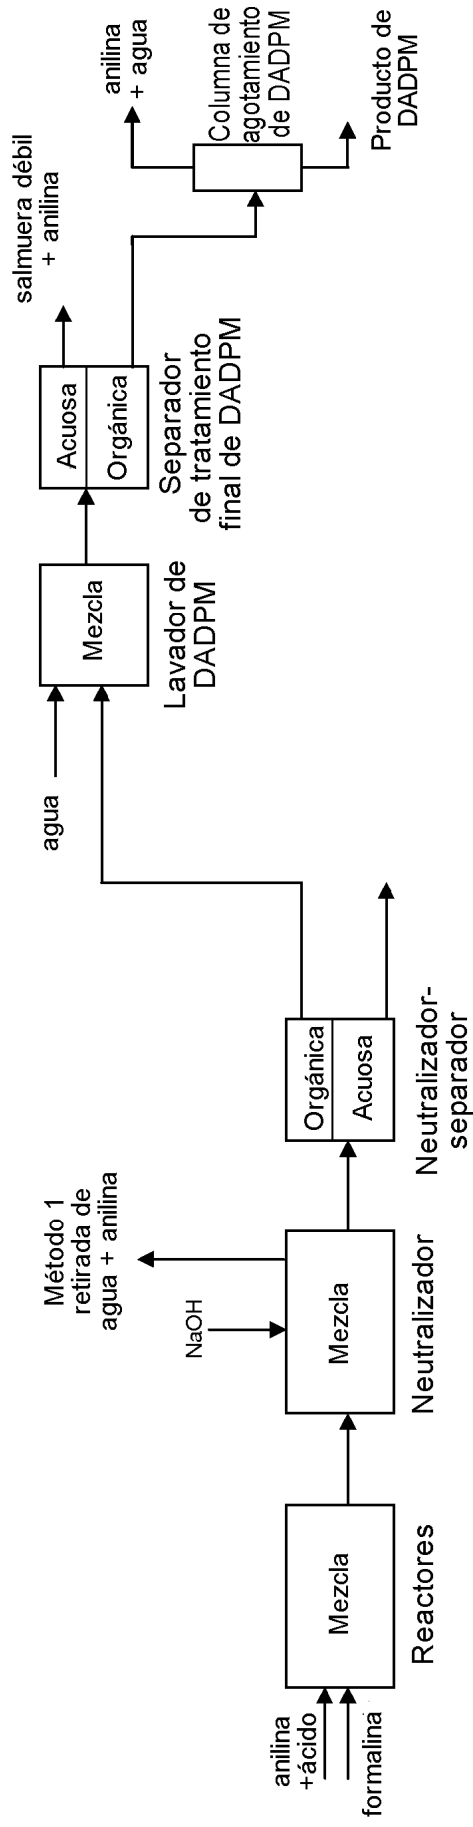 anilina
+ácido
formalina
Mezcla
Reactores
Método 1
retirada de
agua + anilina
NaOH
Mezcla
Neutralizador
Orgánica
Acuosa
Neutralizador-
separador
agua
Mezcla
Lavador de
DADPM
salmuera débil
+ anilina
Acuosa
Orgánica
Separador
de tratamiento
final de DADPM
anilina
+ agua
Columna de
agotamiento
de DADPM
Producto de
DADPM